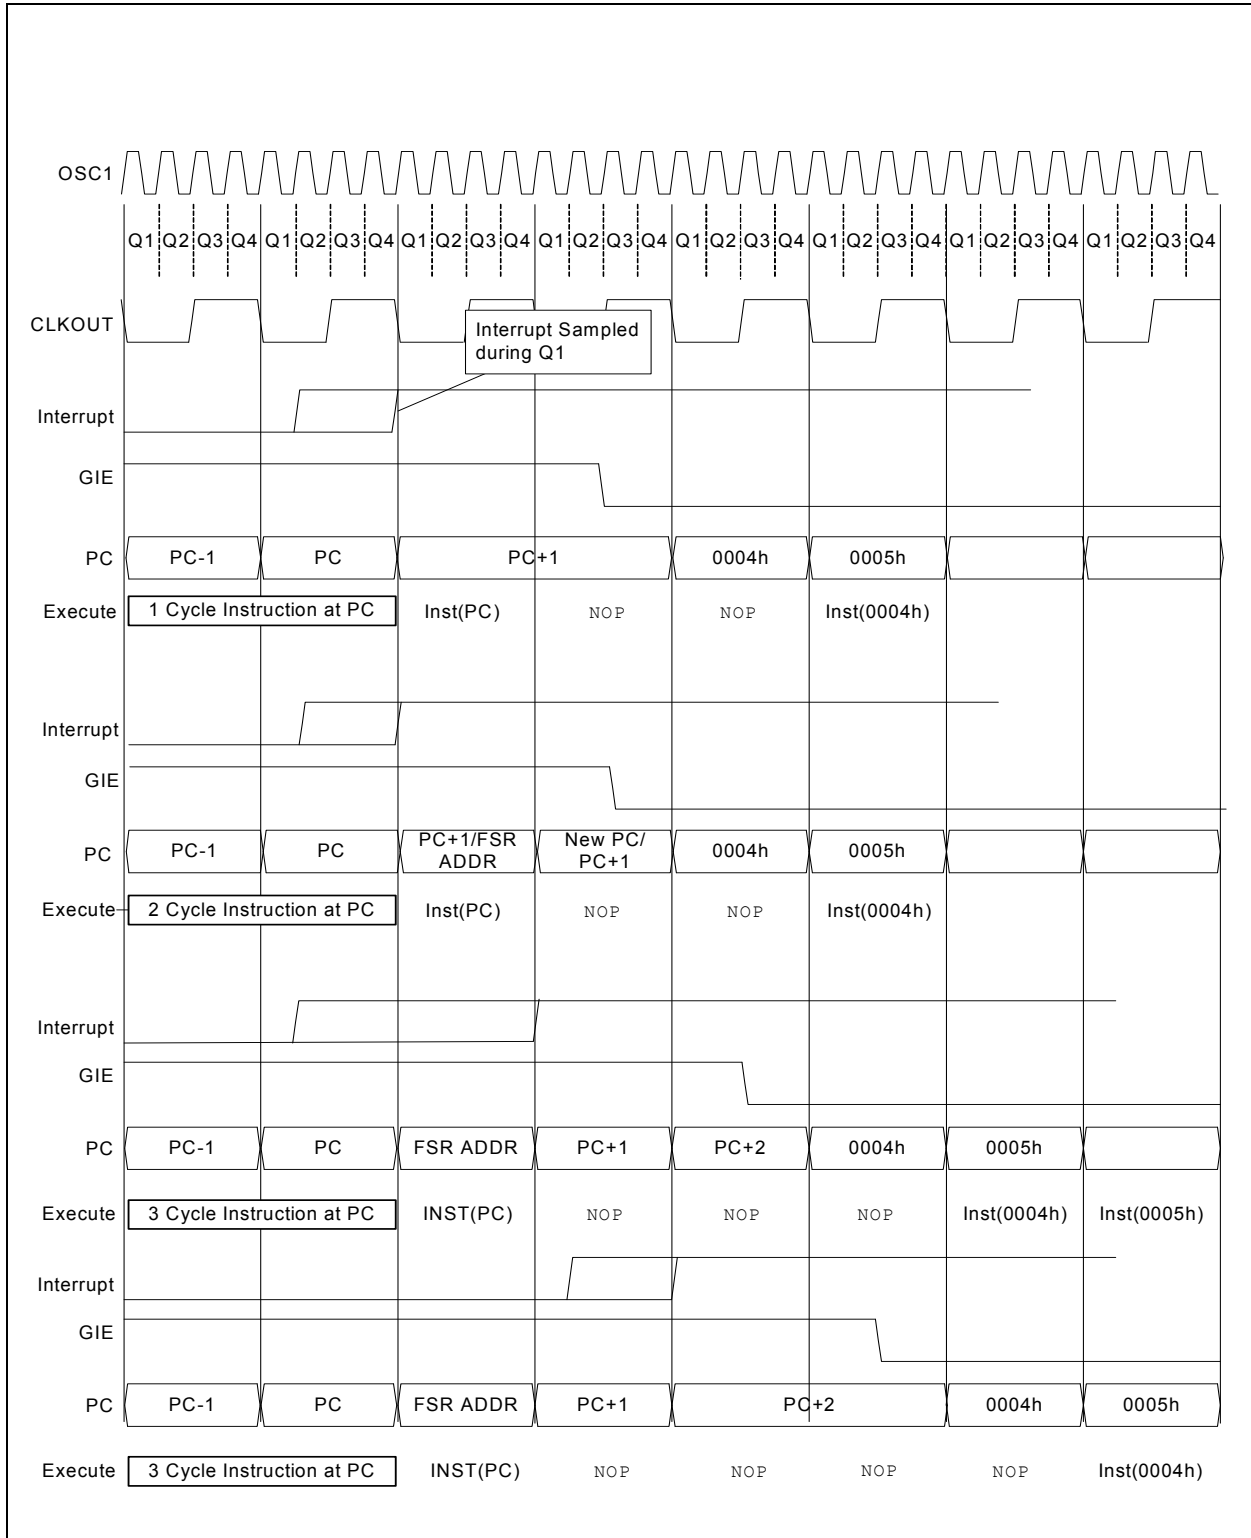 OSC1
Q1 Q2 Q3 Q4 Q1 Q2 Q3 Q4 Q1 Q2 Q3 Q4 Q1 Q2 Q3 Q4 Q1 Q2 Q3 Q4 Q1 Q2 Q3 Q4 Q1 Q2 Q3 Q4 Q1 Q2 Q3 Q4
CLKOUT
Interrupt Sampled
during Q1
Interrupt
GIE
PC PC-1 PC PC+1 0004h 0005h
Execute 1 Cycle Instruction at PC Inst(PC) NOP NOP Inst(0004h)
Interrupt
GIE
PC PC-1 PC PC+1/FSR ADDR New PC/ PC+1 0004h 0005h
Execute 2 Cycle Instruction at PC Inst(PC) NOP NOP Inst(0004h)
Interrupt
GIE
PC PC-1 PC FSR ADDR PC+1 PC+2 0004h 0005h
Execute 3 Cycle Instruction at PC INST(PC) NOP NOP NOP Inst(0004h) Inst(0005h)
Interrupt
GIE
PC PC-1 PC FSR ADDR PC+1 PC+2 0004h 0005h
Execute 3 Cycle Instruction at PC INST(PC) NOP NOP NOP NOP Inst(0004h)